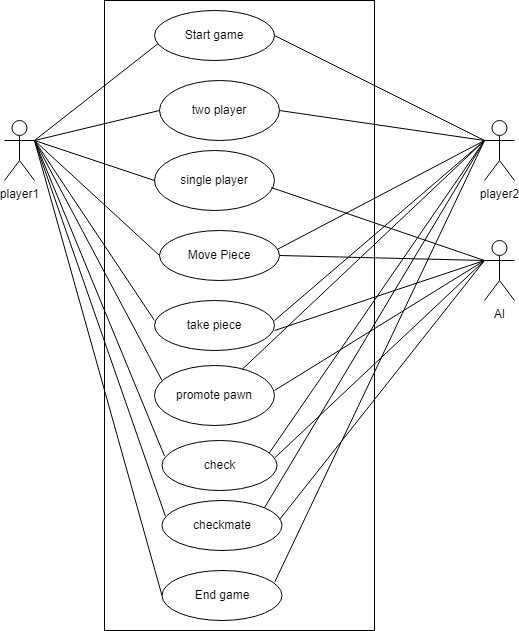 Start game
two player
single player
player1
player2
Move Piece
AI
take piece
promote pawn
check
checkmate
End game